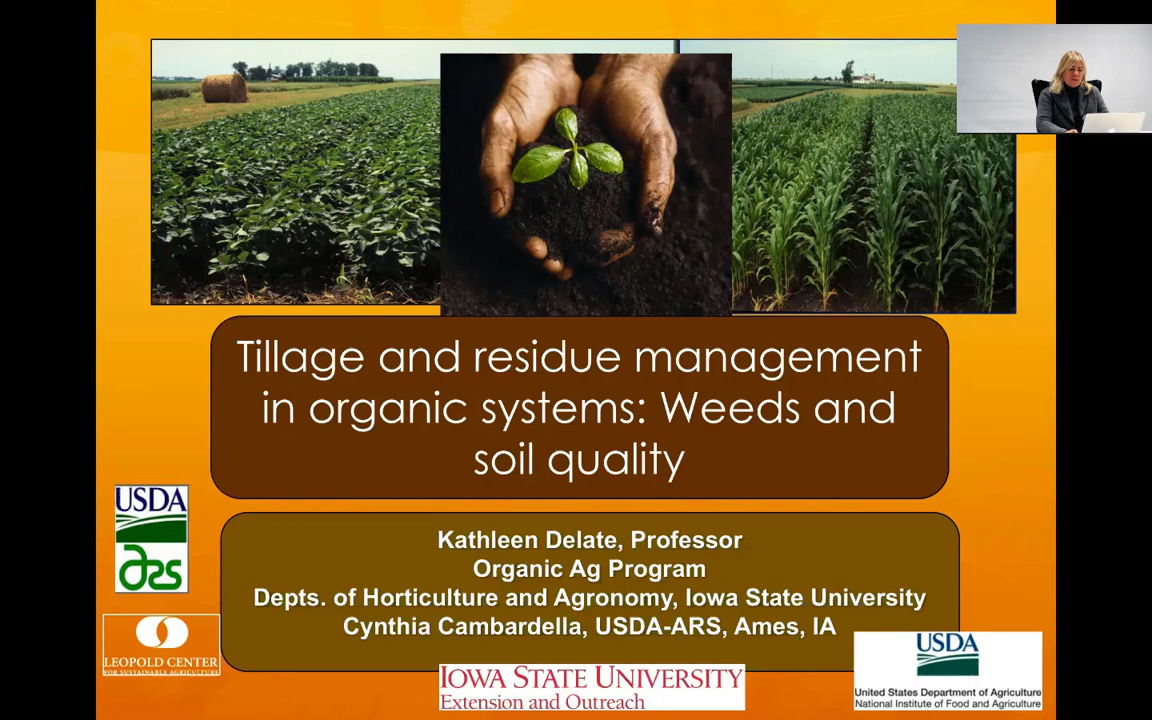 Tillage and residue management
in organic systems: Weeds and
soil quality
Kathleen Delate, Professor
Organic Ag Program
Depts. of Horticulture and Agronomy, Iowa State University
Cynthia Cambardella, USDA-ARS, Ames, IA
USDA
ars
LEOPOLD CENTER
FOR SUSTAINABLE AGRICULTURE
IOWA STATE UNIVERSITY
Extension and Outreach
USDA
United States Department of Agriculture
National Institute of Food and Agriculture